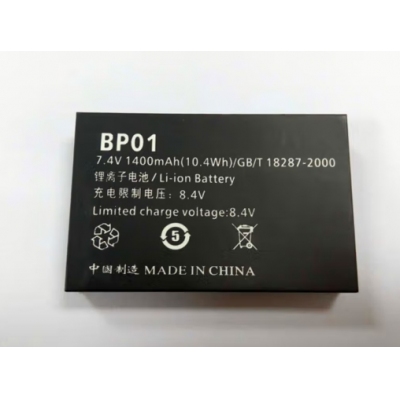 BP01
7.4V 1400mAh(10.4Wh)/GB/T 18287-2000
锂离子电池/Li-ion Battery
充电限制电压: 8.4V
Limited charge voltage:8.4V
5
中国制造 MADE IN CHINA